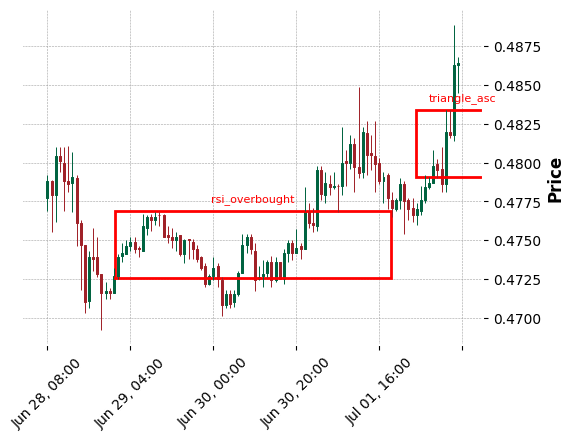 triangle_asc
rsi_overbought
0.4875
0.4850
0.4825
0.4800
0.4775
0.4750
0.4725
0.4700
Price
Jun 28, 08:00
Jun 29, 04:00
Jun 30, 00:00
Jun 30, 20:00
Jul 01, 16:00